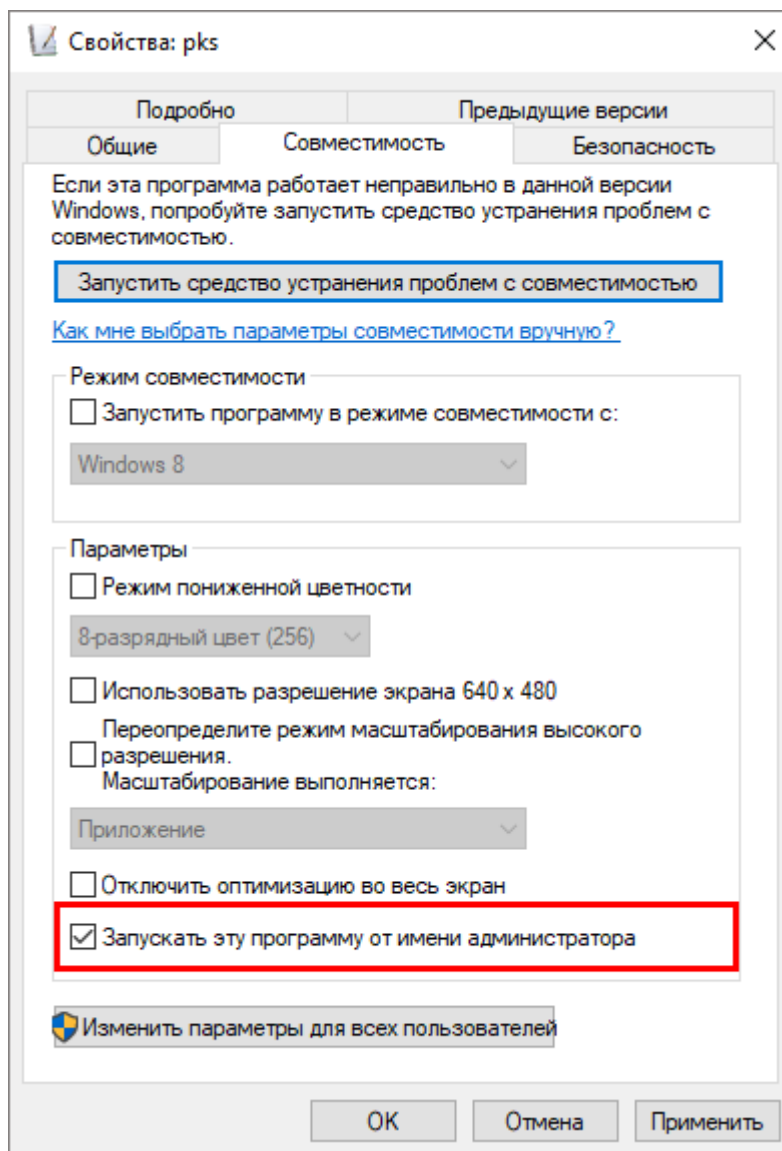 Свойства: pks
Подробно
Предыдущие версии
Общие
Совместимость
Безопасность
Если эта программа работает неправильно в данной версии
Windows, попробуйте запустить средство устранения проблем с
совместимостью.
Запустить средство устранения проблем с совместимостью
Как мне выбрать параметры совместимости вручную?
Режим совместимости
Запустить программу в режиме совместимости с:
Windows 8
Параметры
Режим пониженной цветности
8-разрядный цвет (256)
Использовать разрешение экрана 640 x 480
Переопределите режим масштабирования высокого
разрешения.
Масштабирование выполняется:
Приложение
Отключить оптимизацию во весь экран
Запускать эту программу от имени администратора
Изменить параметры для всех пользователей
OK
Отмена
Применить